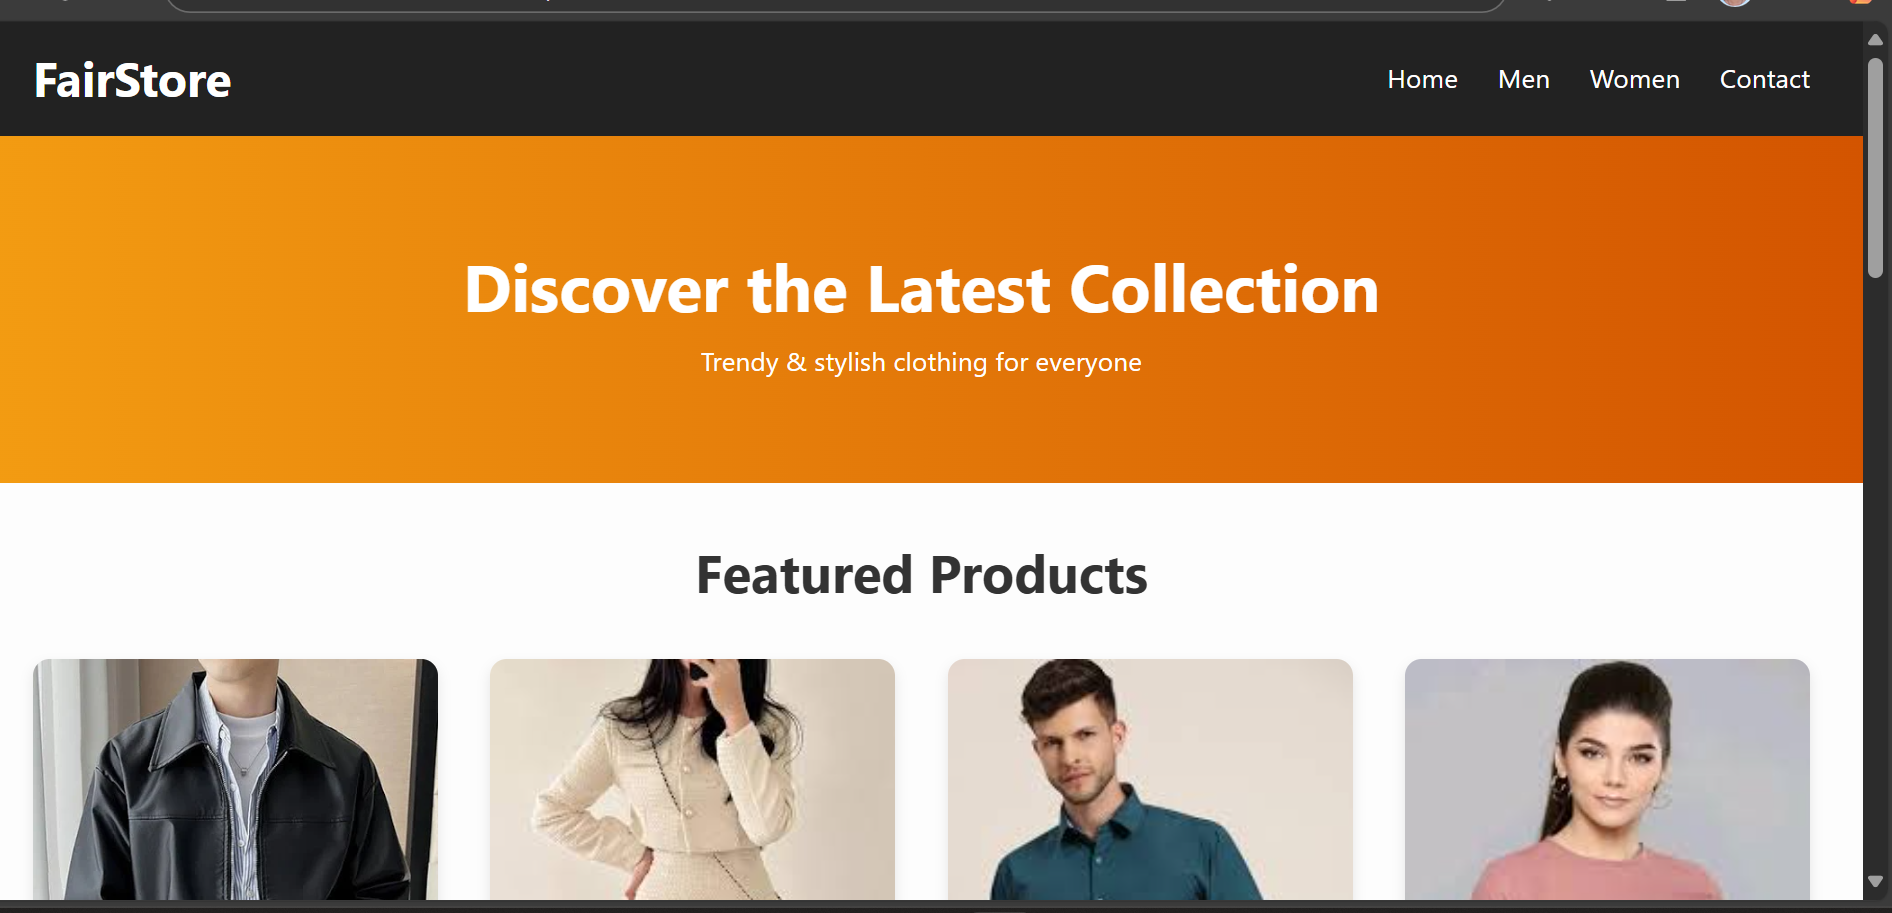 FairStore
Home Men Women Contact
Discover the Latest Collection
Trendy & stylish clothing for everyone
Featured Products